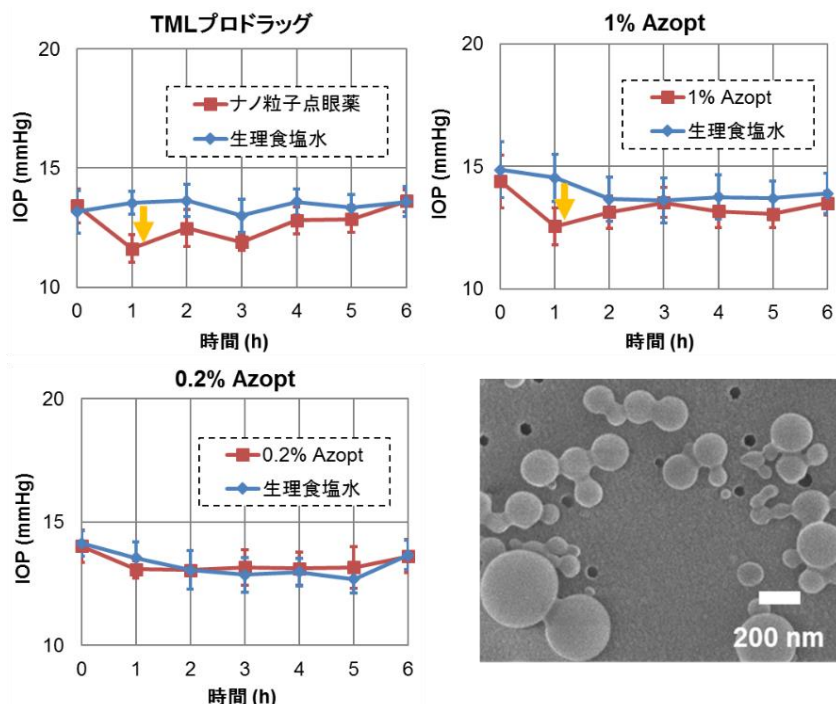 TMLプロドラッグ
20
15
10
IOP (mmHg)
ナノ粒子点眼薬
生理食塩水
0 1 2 3 4 5 6
時間 (h)
1% Azopt
20
15
10
IOP (mmHg)
1% Azopt
生理食塩水
0 1 2 3 4 5 6
時間 (h)
0.2% Azopt
20
15
10
IOP (mmHg)
0.2% Azopt
生理食塩水
0 1 2 3 4 5 6
時間 (h)
200 nm